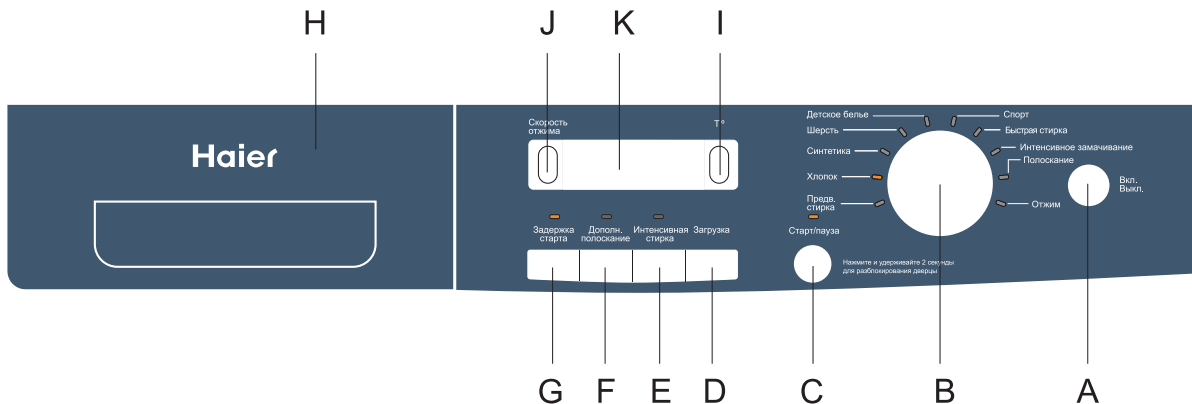 H
J
K
I
Haier
Скорость
отжима
T°
Детское белье
Шерсть
Синтетика
Хлопок
Предв.
стирка
Спорт
Быстрая стирка
Интенсивное замачивание
Полоскание
Отжим
Вкл.
Выкл.
Задержка
старта
Дополн.
полоскание
Интенсивная
стирка
Загрузка
Старт/пауза
Нажмите и удерживайте 2 секунды
для разблокирования дверцы
G
F
E
D
C
B
A